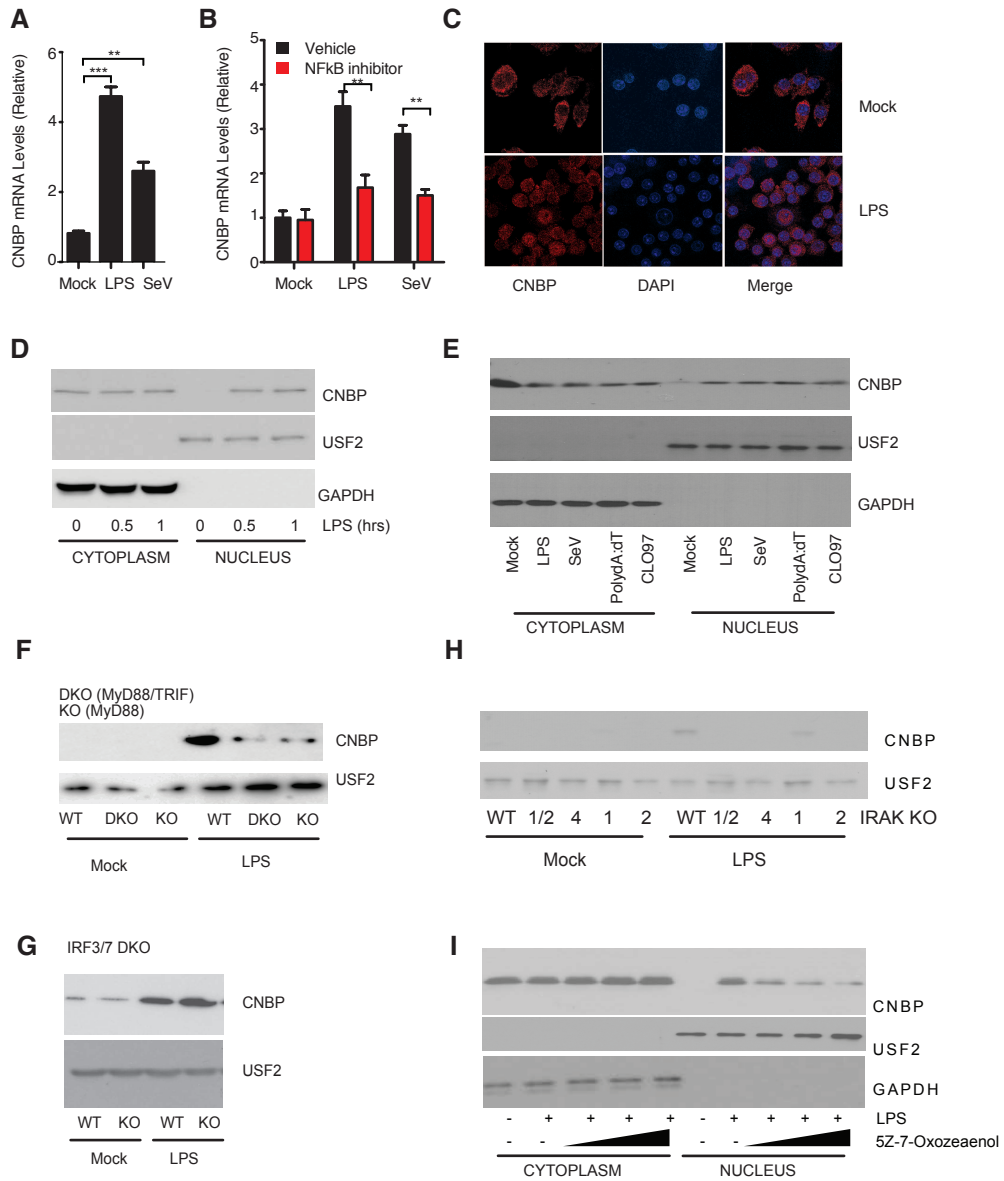 A
CNBP mRNA Levels (Relative)
6
4
2
0
***
**
Mock LPS SeV
B
CNBP mRNA Levels (Relative)
5
4
3
2
1
0
Vehicle
NFkB inhibitor
**
**
Mock LPS SeV
C
Mock
LPS
CNBP DAPI Merge
D
CNBP
USF2
GAPDH
0 0.5 1 0 0.5 1 LPS (hrs)
CYTOPLASM NUCLEUS
E
CNBP
USF2
GAPDH
Mock LPS SeV PolydA:dT CLO97 Mock LPS SeV PolydA:dT CLO97
CYTOPLASM NUCLEUS
F
DKO (MyD88/TRIF)
KO (MyD88)
CNBP
USF2
WT DKO KO WT DKO KO
Mock LPS
H
CNBP
USF2
WT 1/2 4 1 2 WT 1/2 4 1 2 IRAK KO
Mock LPS
G
IRF3/7 DKO
CNBP
USF2
WT KO WT KO
Mock LPS
I
CNBP
USF2
GAPDH
- + + + + - + + + + LPS
- - - - 5Z-7-Oxozeaenol
CYTOPLASM NUCLEUS